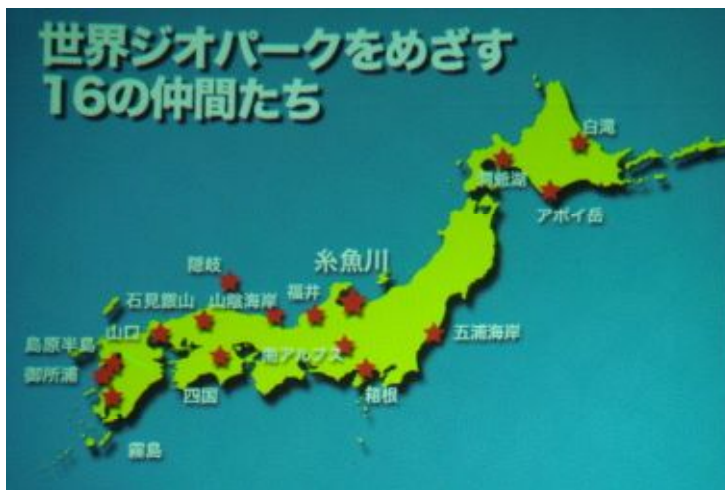 世界ジオパークをめざす
16の仲間たち
白滝
洞爺湖
アポイ岳
隠岐
糸魚川
石見銀山
山陰海岸
福井
山口
島原半島
五浦海岸
南アルプス
御所浦
四国
箱根
霧島